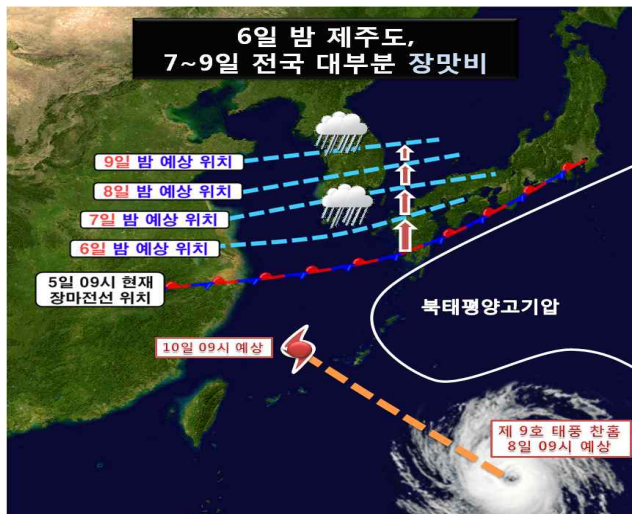 6일 밤 제주도,
7~9일 전국 대부분 장맛비
9일 밤 예상 위치
8일 밤 예상 위치
7일 밤 예상 위치
6일 밤 예상 위치
5일 09시 현재
장마전선 위치
북태평양고기압
10일 09시 예상
제 9호 태풍 찬홈
8일 09시 예상